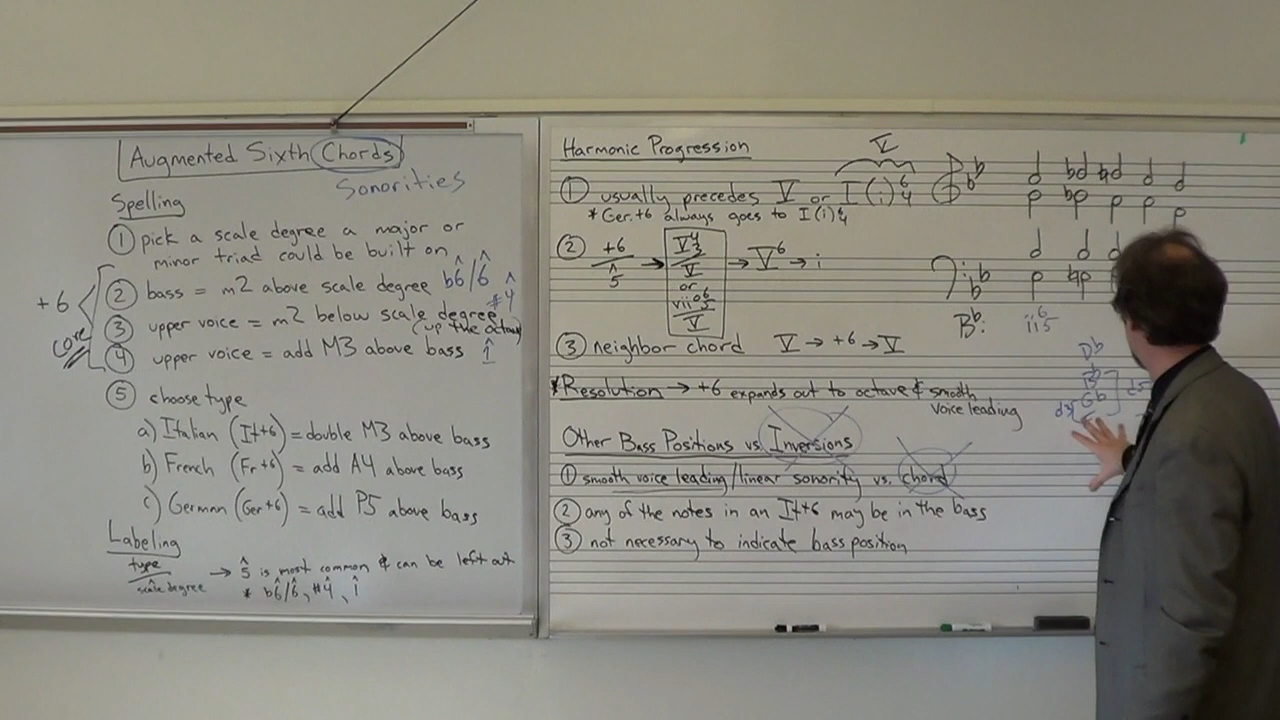 Augmented Sixth Chords
Sonorities
Spelling
① pick a scale degree a major or
minor triad could be built on
+6
core
② bass = m2 above scale degree b6̂/6̂
③ upper voice = m2 below scale degree #4̂
(up the octave)
④ upper voice = add M3 above bass 1̂
⑤ choose type
a) Italian (It+6) = double M3 above bass
b) French (Fr+6) = add A4 above bass
c) German (Ger+6) = add P5 above bass
Labeling
type
scale degree
→ 5̂ is most common & can be left out
* b6̂/6̂, #4̂, 1̂
Harmonic Progression
V
① usually precedes V or I(i)6/4
* Ger.+6 always goes to I(i)6/4
② +6/5̂ → V4/3/V or viio6/5/V → V6 → i
③ neighbor chord V → +6 → V
*Resolution → +6 expands out to octave & smooth
voice leading
Other Bass Positions vs Inversions
① smooth voice leading/linear sonority vs. chord
② any of the notes in an It+6 may be in the bass
③ not necessary to indicate bass position
Bb: ii6/5
Db
Bb
Gb
d3
d5